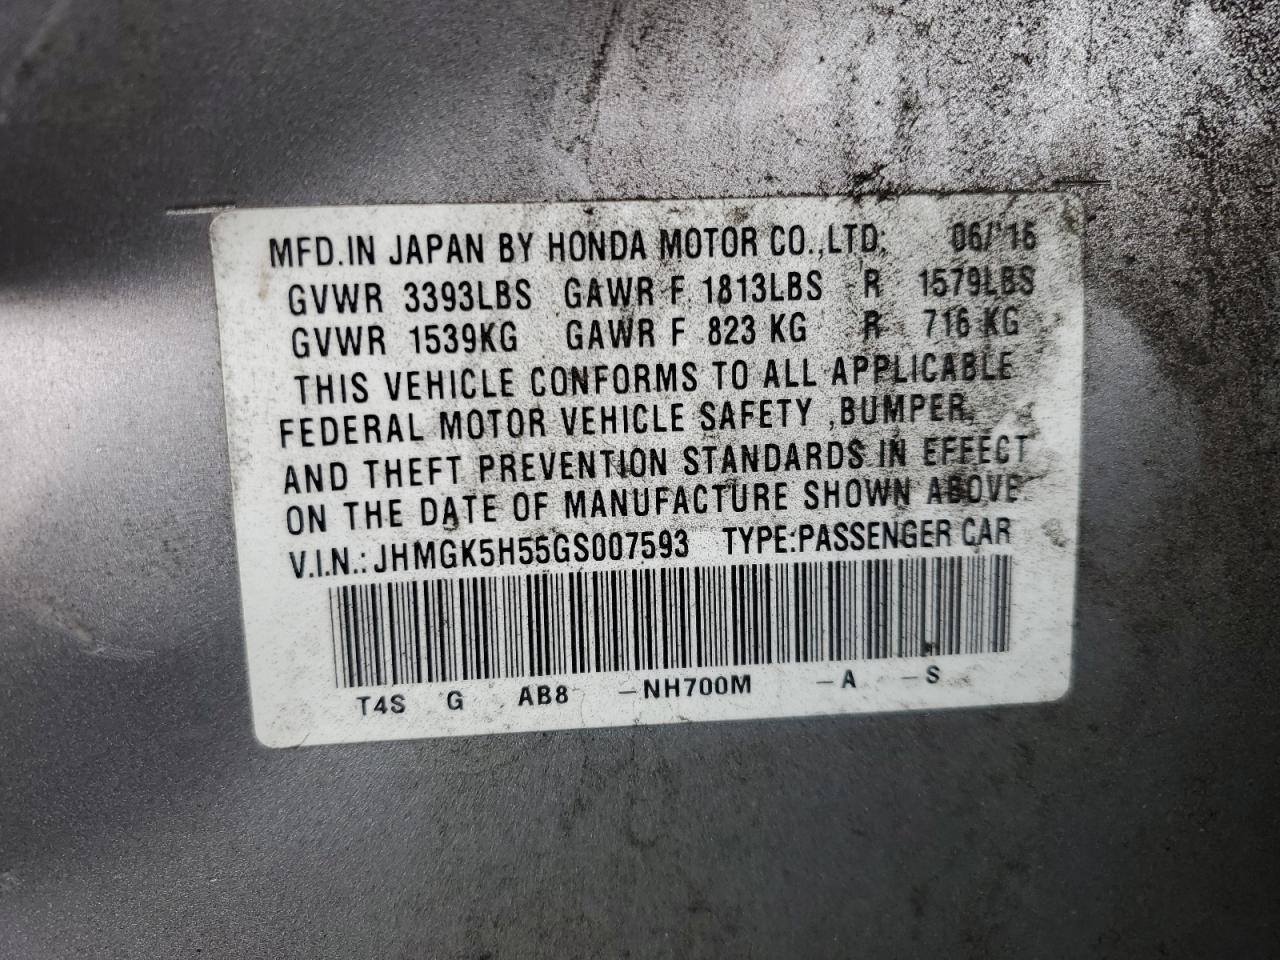 MFD.IN JAPAN BY HONDA MOTOR CO.,LTD. 06/'16
GVWR 3393LBS GAWR F 1813LBS R 1579LBS
GVWR 1539KG GAWR F 823 KG R 716 KG
THIS VEHICLE CONFORMS TO ALL APPLICABLE
FEDERAL MOTOR VEHICLE SAFETY ,BUMPER,
AND THEFT PREVENTION STANDARDS IN EFFECT
ON THE DATE OF MANUFACTURE SHOWN ABOVE.
V.I.N.: JHMGK5H55GS007593 TYPE:PASSENGER CAR
T4S G AB8 -NH700M -A -S